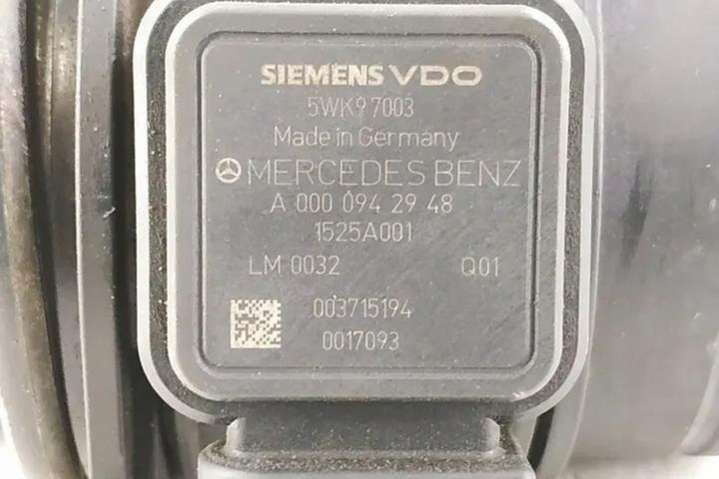 SIEMENS VDO
5WK9 7003
Made in Germany
MERCEDES BENZ
A 000 094 29 48
1525A001
LM 0032 Q01
003715194
0017093